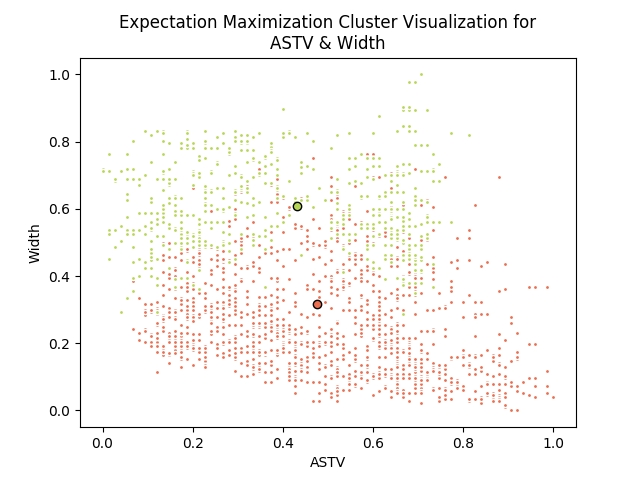 Expectation Maximization Cluster Visualization for
ASTV & Width
1.0
0.8
0.6
0.4
0.2
0.0
Width
0.0 0.2 0.4 0.6 0.8 1.0
ASTV